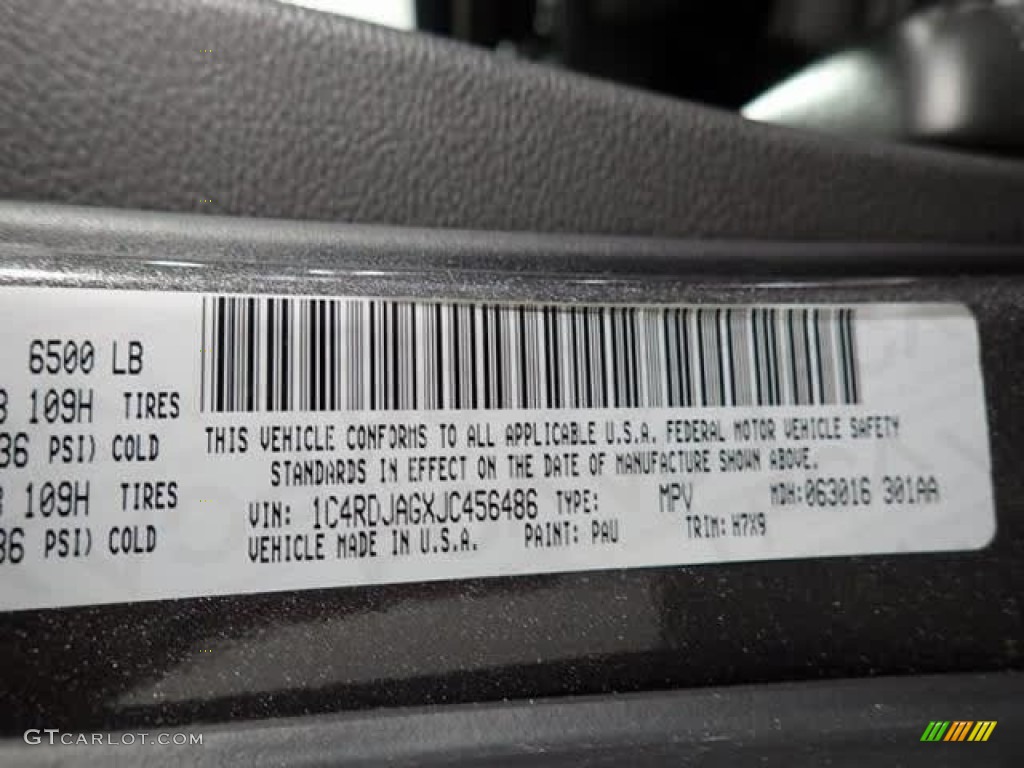 6500 LB
109H TIRES
36 PSI) COLD
109H TIRES
36 PSI) COLD
THIS VEHICLE CONFORMS TO ALL APPLICABLE U.S.A. FEDERAL MOTOR VEHICLE SAFETY
STANDARDS IN EFFECT ON THE DATE OF MANUFACTURE SHOWN ABOVE.
VIN: 1C4RDJAGXJC456486 TYPE: MPV MDH:063016 301AA
VEHICLE MADE IN U.S.A. PAINT: PAU TRIM: H7X9
GTCARLOT.COM